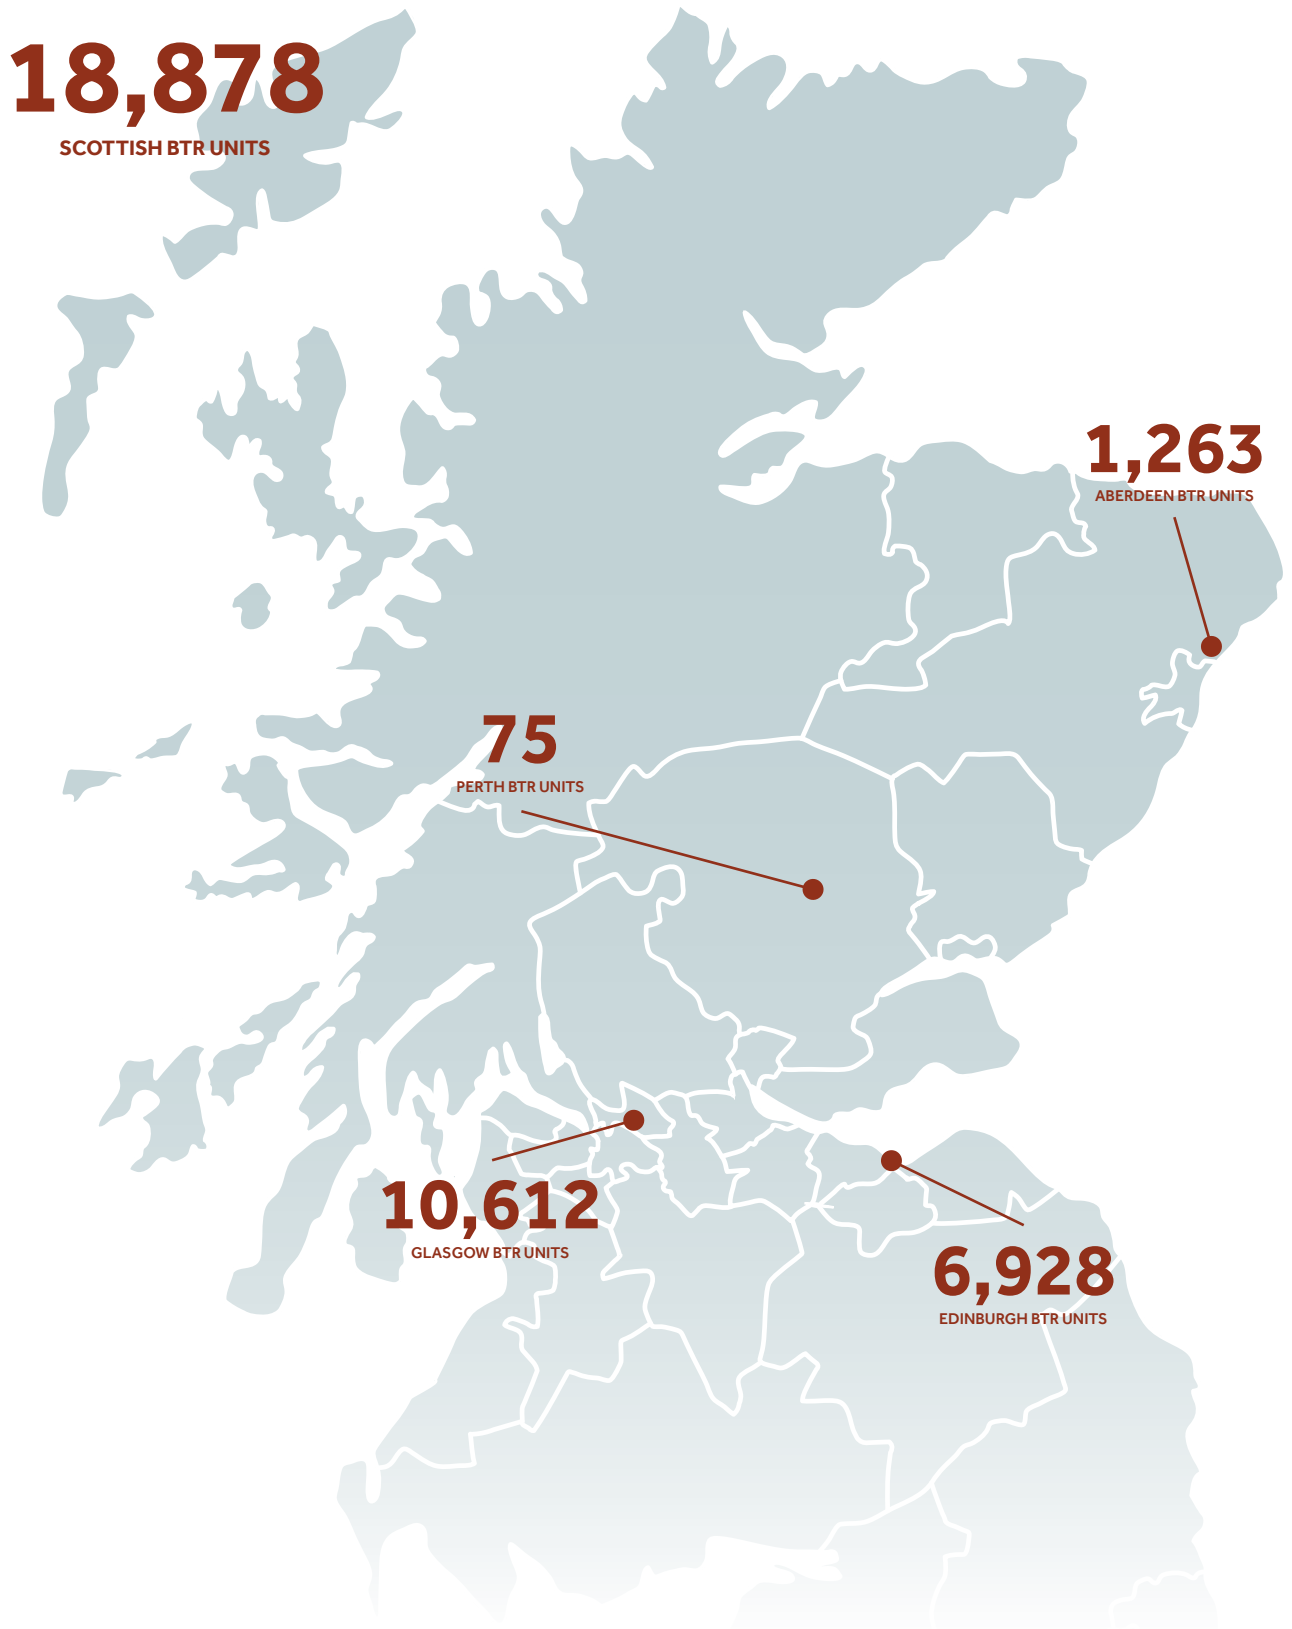 18,878
SCOTTISH BTR UNITS
1,263
ABERDEEN BTR UNITS
75
PERTH BTR UNITS
10,612
GLASGOW BTR UNITS
6,928
EDINBURGH BTR UNITS